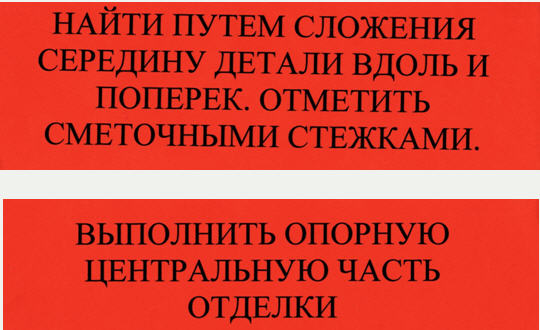 НАЙТИ ПУТЕМ СЛОЖЕНИЯ
СЕРЕДИНУ ДЕТАЛИ ВДОЛЬ И
ПОПЕРЕК. ОТМЕТИТЬ
СМЕТОЧНЫМИ СТЕЖКАМИ.
ВЫПОЛНИТЬ ОПОРНУЮ
ЦЕНТРАЛЬНУЮ ЧАСТЬ
ОТДЕЛКИ